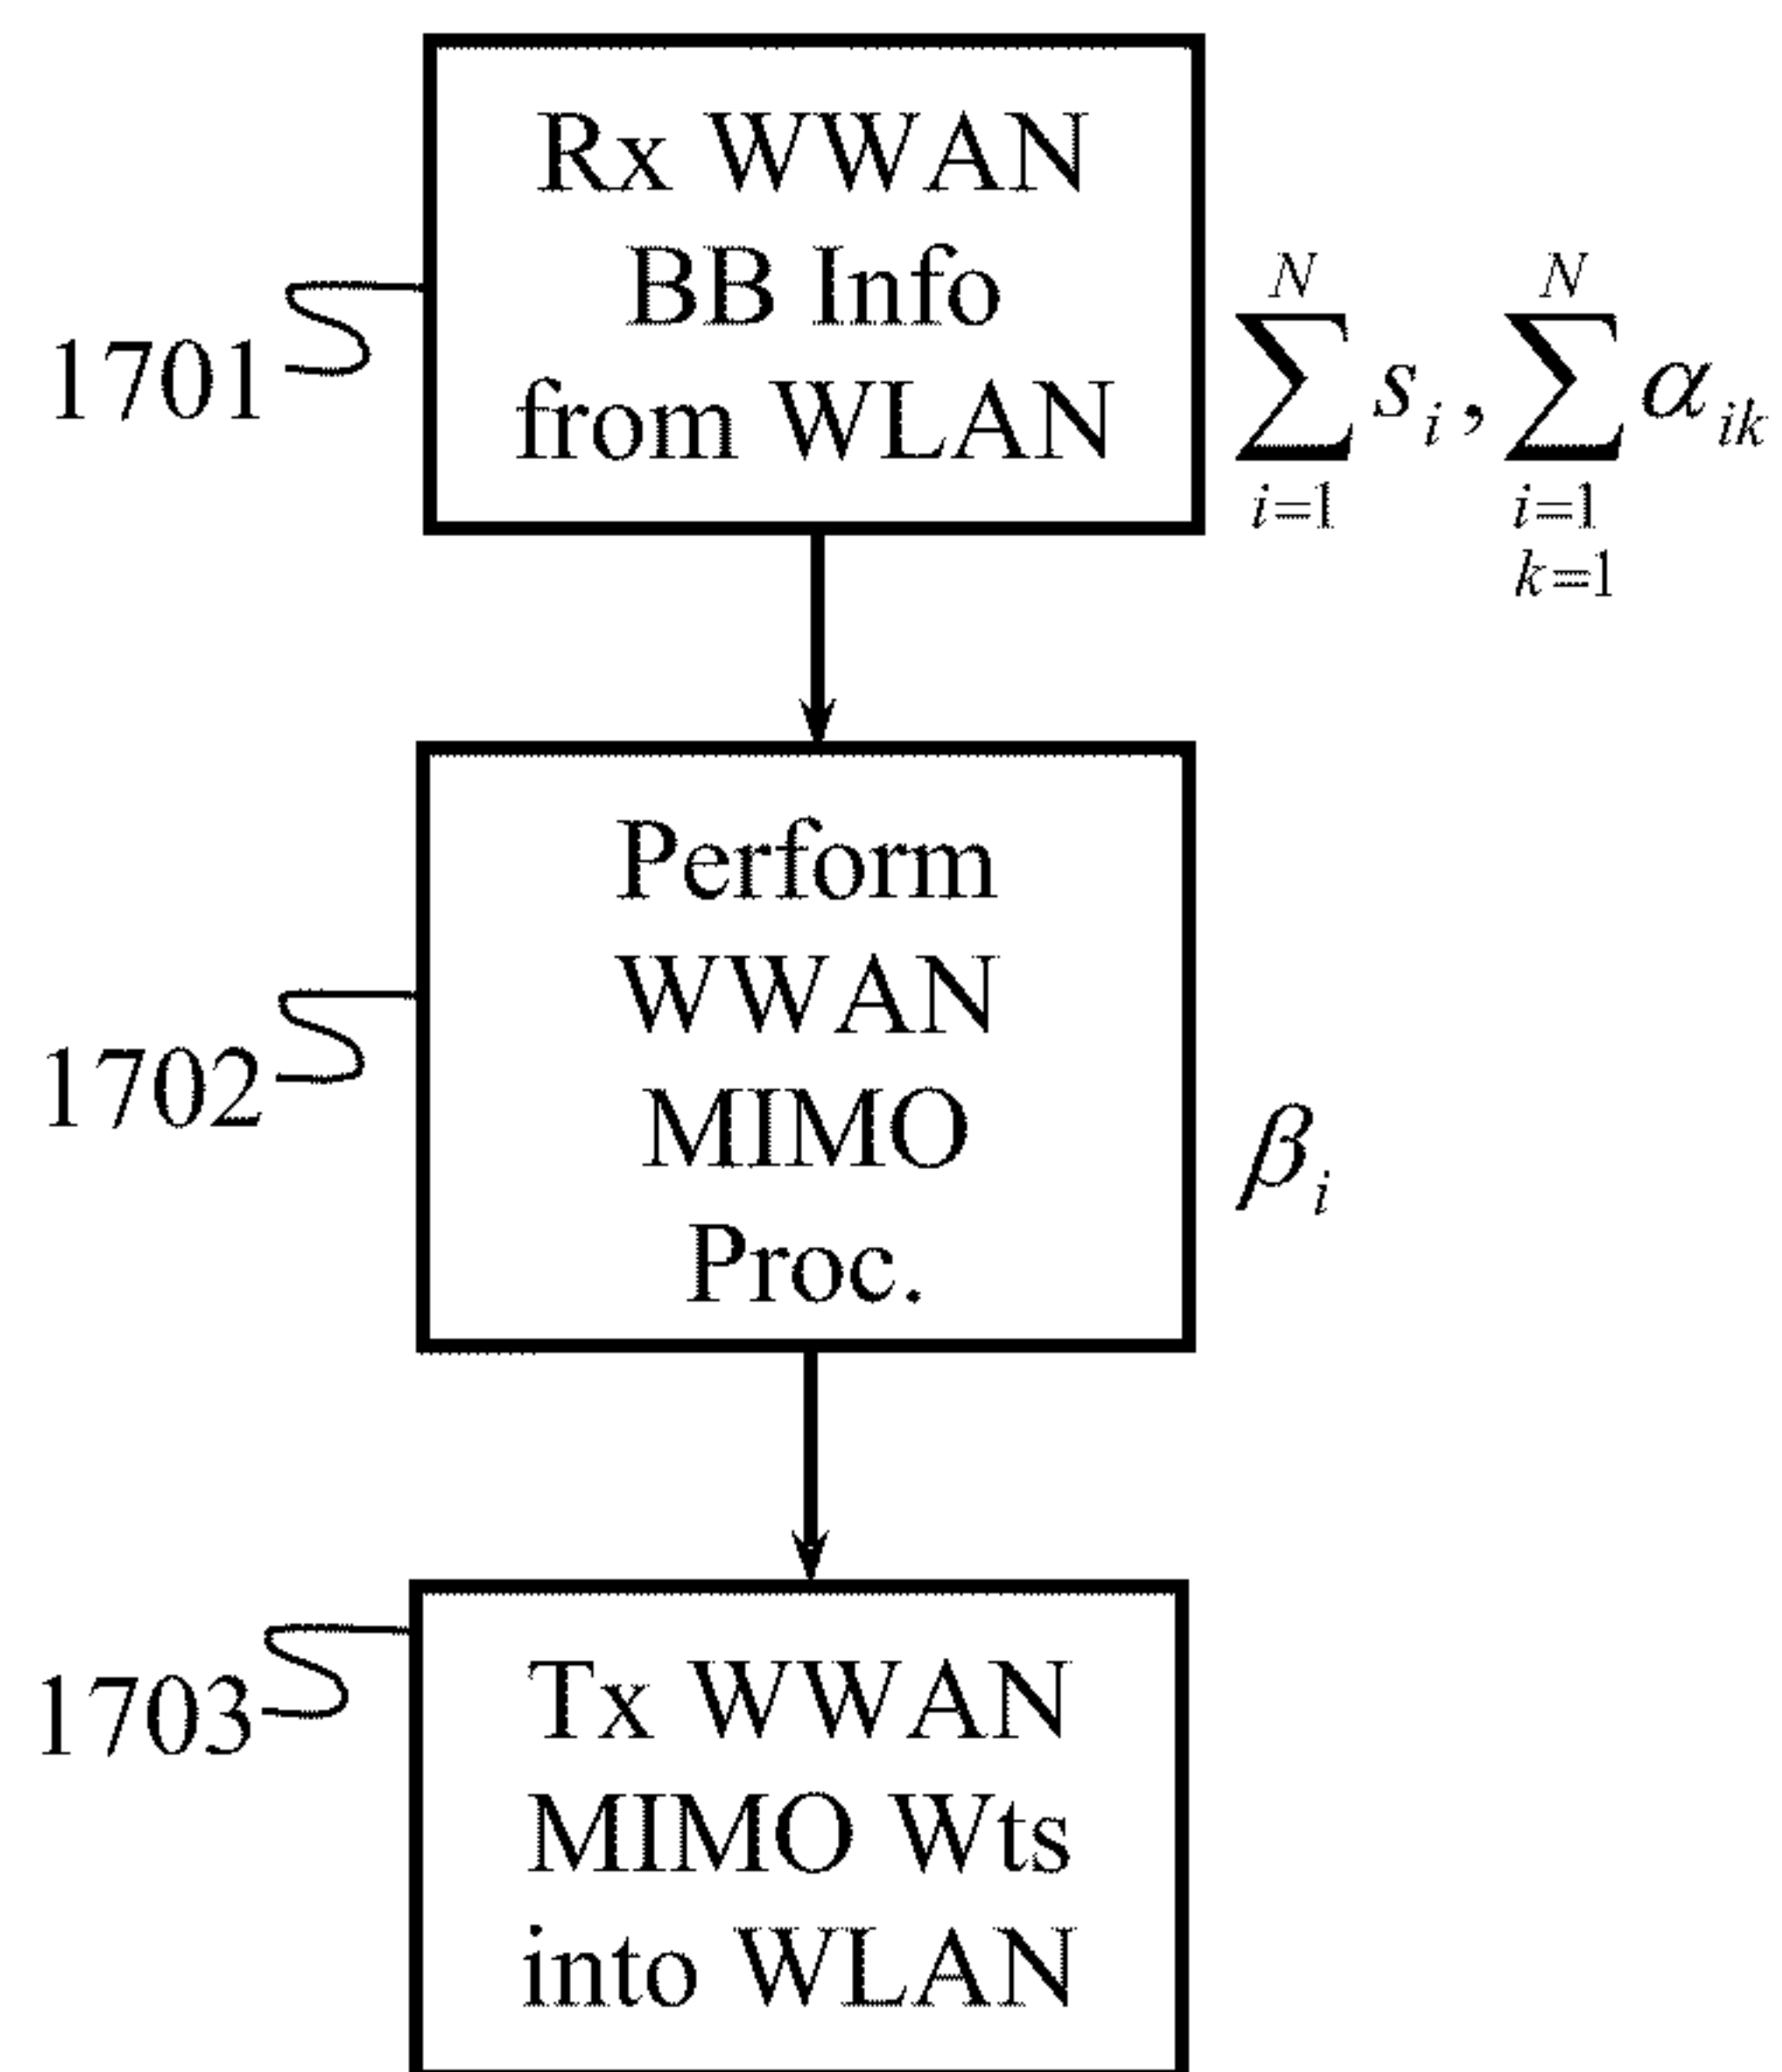 Rx WWAN
BB Info
from WLAN
1701
N N
∑ s_i, ∑ α_ik
i=1 i=1
k=1
Perform
WWAN
MIMO
Proc.
1702
β_i
Tx WWAN
MIMO Wts
into WLAN
1703